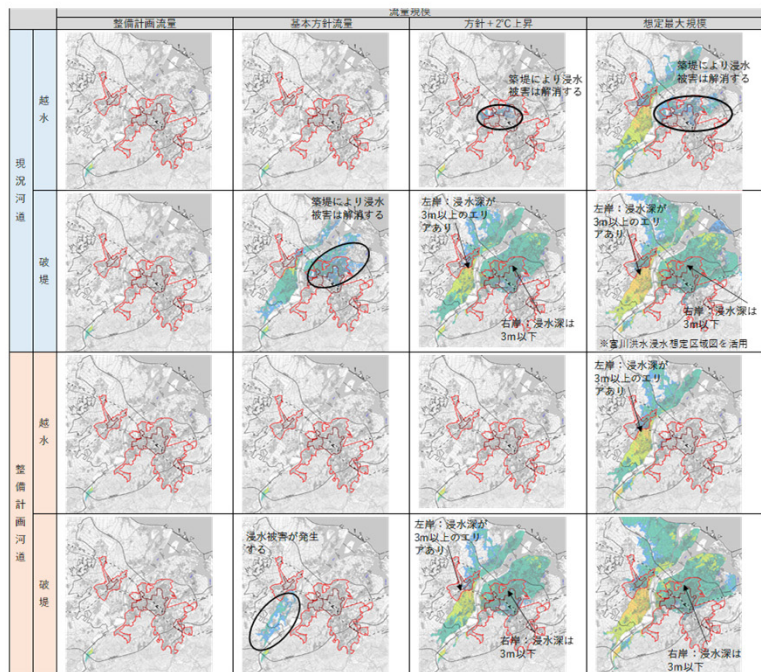 流量規模
整備計画流量
基本方針流量
方針+2℃上昇
想定最大規模
現況河道
越水
築堤により浸水
被害は解消する
築堤により浸水
被害は解消する
破堤
築堤により浸水
被害は解消する
左岸：浸水深が
3m以上のエリ
アあり
右岸：浸水深は
3m以下
左岸：浸水深が
3m以上のエリ
アあり
右岸：浸水深は
3m以下
※宮川洪水浸水想定区域図を活用
整備計画河道
越水
左岸：浸水深が
3m以上のエリ
アあり
破堤
浸水被害が発生
する
左岸：浸水深が
3m以上のエリ
アあり
右岸：浸水深は
3m以下
右岸：浸水深は
3m以下